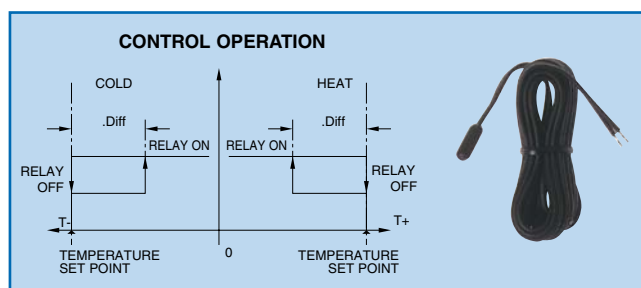 CONTROL OPERATION
COLD
HEAT
.Diff
.Diff
RELAY ON
RELAY ON
RELAY
OFF
RELAY
OFF
T-
T+
0
TEMPERATURE
SET POINT
TEMPERATURE
SET POINT